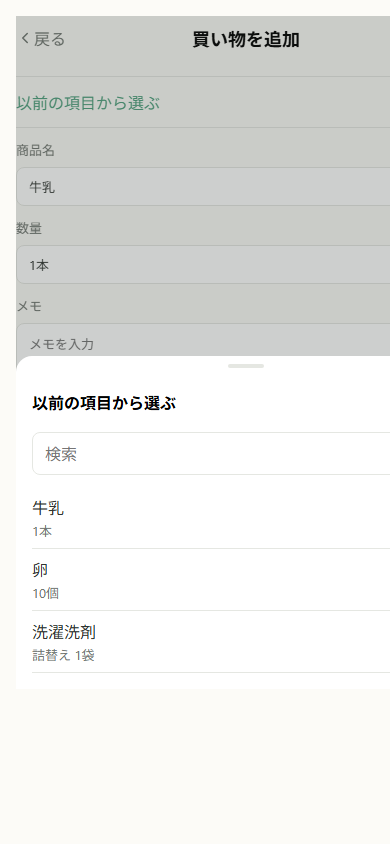 戻る
買い物を追加
以前の項目から選ぶ
商品名
牛乳
数量
1本
メモ
メモを入力
以前の項目から選ぶ
検索
牛乳
1本
卵
10個
洗濯洗剤
詰替え 1袋